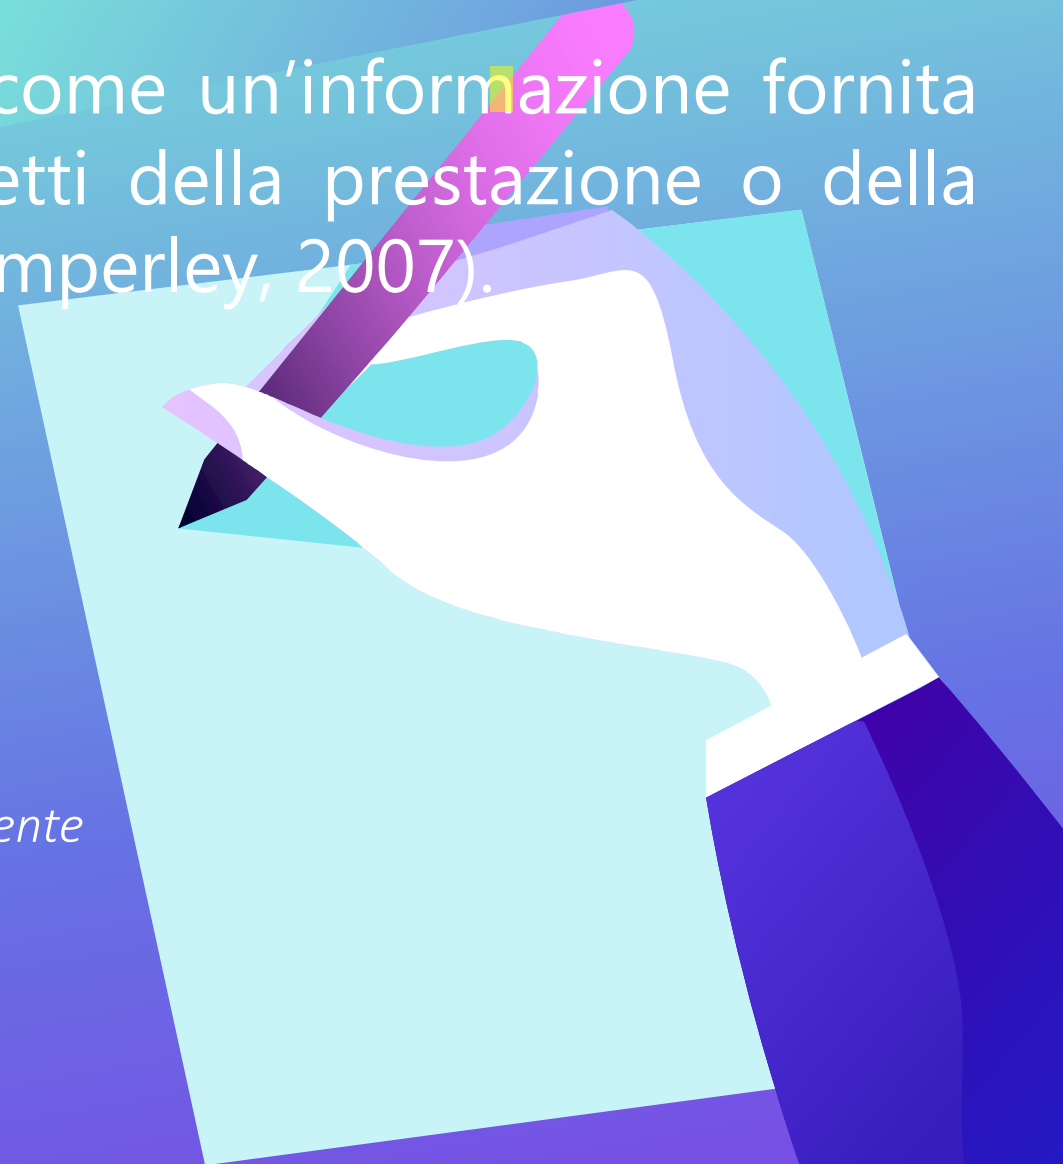 come un’informazione fornita
etti della prestazione o della
mperley, 2007).
ente